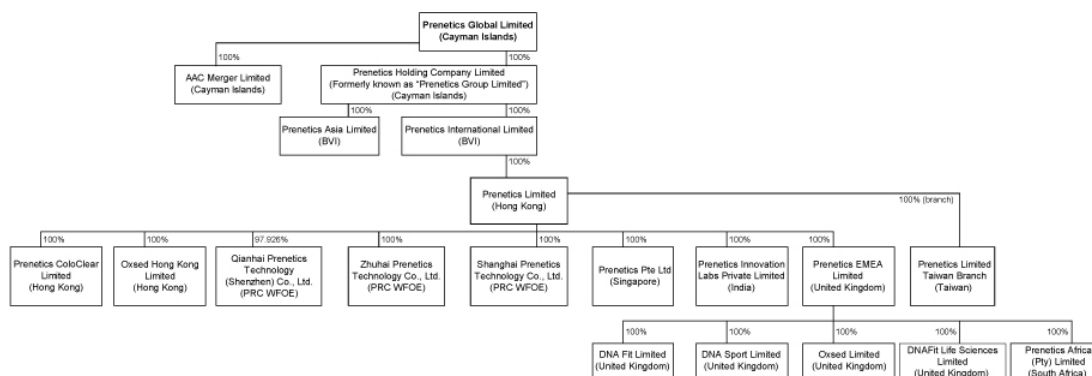 Prenetics Global Limited
(Cayman Islands)
100%
100%
AAC Merger Limited
(Cayman Islands)
Prenetics Holding Company Limited
(Formerly known as "Prenetics Group Limited")
(Cayman Islands)
100%
100%
Prenetics Asia Limited
(BVI)
Prenetics International Limited
(BVI)
100%
Prenetics Limited
(Hong Kong)
100% (branch)
100%
100%
97.926%
100%
100%
100%
100%
100%
Prenetics ColoClear
Limited
(Hong Kong)
Oxsed Hong Kong
Limited
(Hong Kong)
Qianhai Prenetics
Technology
(Shenzhen) Co., Ltd.
(PRC WFOE)
Zhuhai Prenetics
Technology Co., Ltd.
(PRC WFOE)
Shanghai Prenetics
Technology Co., Ltd.
(PRC WFOE)
Prenetics Pte Ltd
(Singapore)
Prenetics Innovation
Labs Private Limited
(India)
Prenetics EMEA
Limited
(United Kingdom)
Prenetics Limited
Taiwan Branch
(Taiwan)
100%
100%
100%
100%
100%
DNA Fit Limited
(United Kingdom)
DNA Sport Limited
(United Kingdom)
Oxsed Limited
(United Kingdom)
DNAFit Life Sciences
Limited
(United Kingdom)
Prenetics Africa
(Pty) Limited
(South Africa)